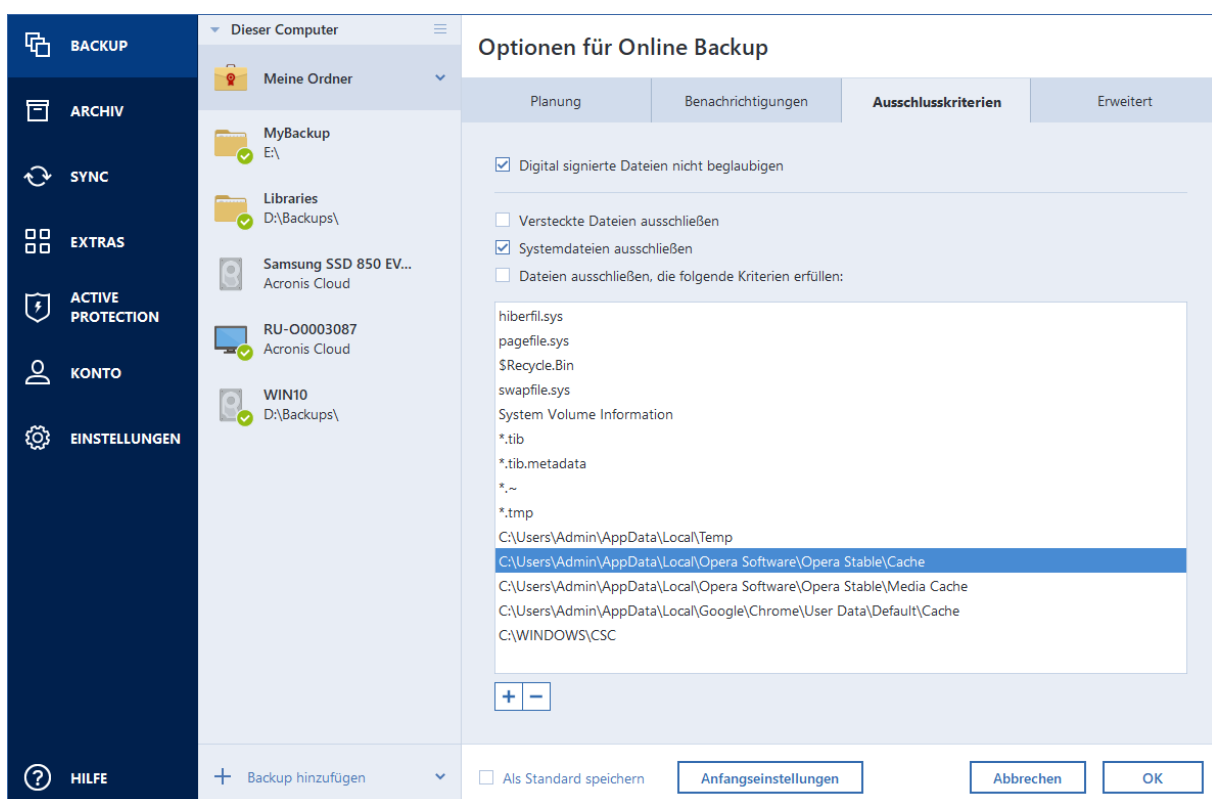 BACKUP
ARCHIV
SYNC
EXTRAS
ACTIVE
PROTECTION
KONTO
EINSTELLUNGEN
HILFE
Dieser Computer
Meine Ordner
MyBackup
E:\
Libraries
D:\Backups\
Samsung SSD 850 EV...
Acronis Cloud
RU-O0003087
Acronis Cloud
WIN10
D:\Backups\
Backup hinzufügen
Optionen für Online Backup
Planung Benachrichtigungen Ausschlusskriterien Erweitert
Digital signierte Dateien nicht beglaubigen
Versteckte Dateien ausschließen
Systemdateien ausschließen
Dateien ausschließen, die folgende Kriterien erfüllen:
hiberfil.sys
pagefile.sys
$Recycle.Bin
swapfile.sys
System Volume Information
*.tib
*.tib.metadata
*.~
*.tmp
C:\Users\Admin\AppData\Local\Temp
C:\Users\Admin\AppData\Local\Opera Software\Opera Stable\Cache
C:\Users\Admin\AppData\Local\Opera Software\Opera Stable\Media Cache
C:\Users\Admin\AppData\Local\Google\Chrome\User Data\Default\Cache
C:\WINDOWS\CSC
Als Standard speichern Anfangseinstellungen Abbrechen OK